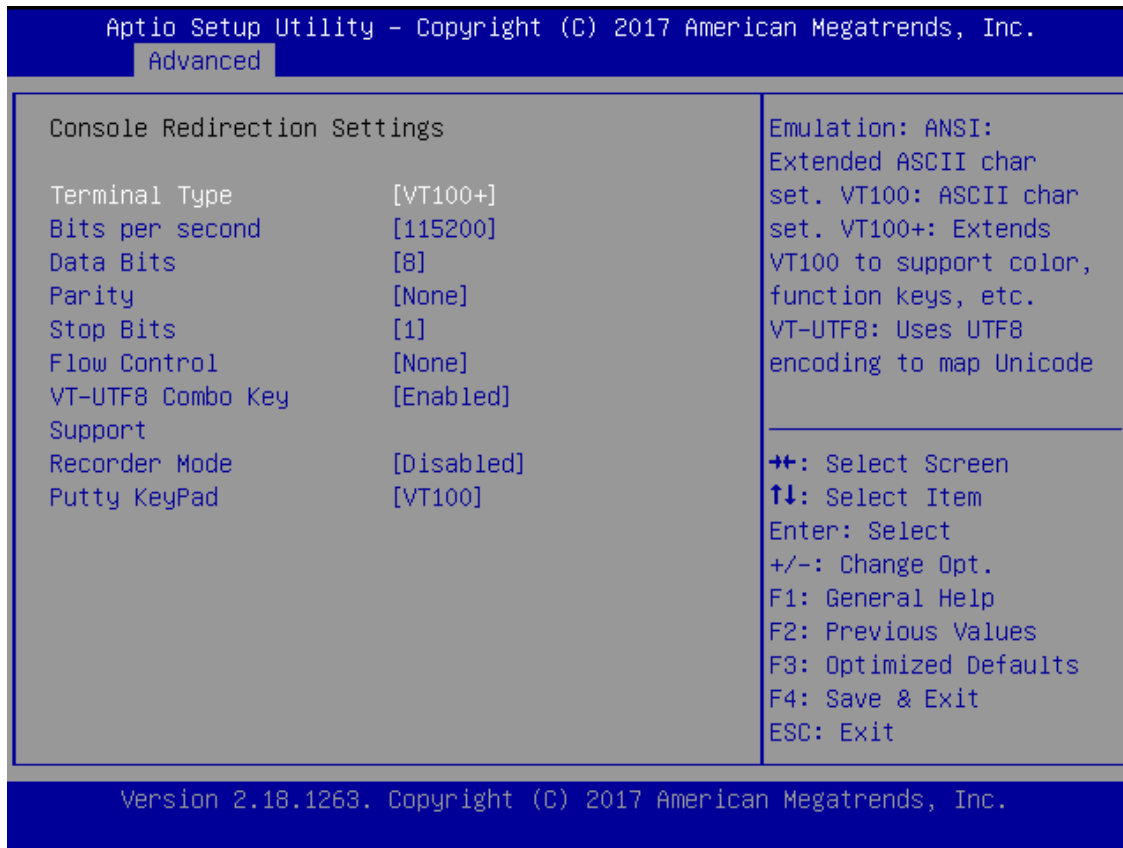 Aptio Setup Utility – Copyright (C) 2017 American Megatrends, Inc.
Advanced
Console Redirection Settings
Terminal Type [VT100+]
Bits per second [115200]
Data Bits [8]
Parity [None]
Stop Bits [1]
Flow Control [None]
VT-UTF8 Combo Key [Enabled]
Support
Recorder Mode [Disabled]
Putty KeyPad [VT100]
Emulation: ANSI:
Extended ASCII char
set. VT100: ASCII char
set. VT100+: Extends
VT100 to support color,
function keys, etc.
VT-UTF8: Uses UTF8
encoding to map Unicode
→←: Select Screen
↑↓: Select Item
Enter: Select
+/-: Change Opt.
F1: General Help
F2: Previous Values
F3: Optimized Defaults
F4: Save & Exit
ESC: Exit
Version 2.18.1263. Copyright (C) 2017 American Megatrends, Inc.